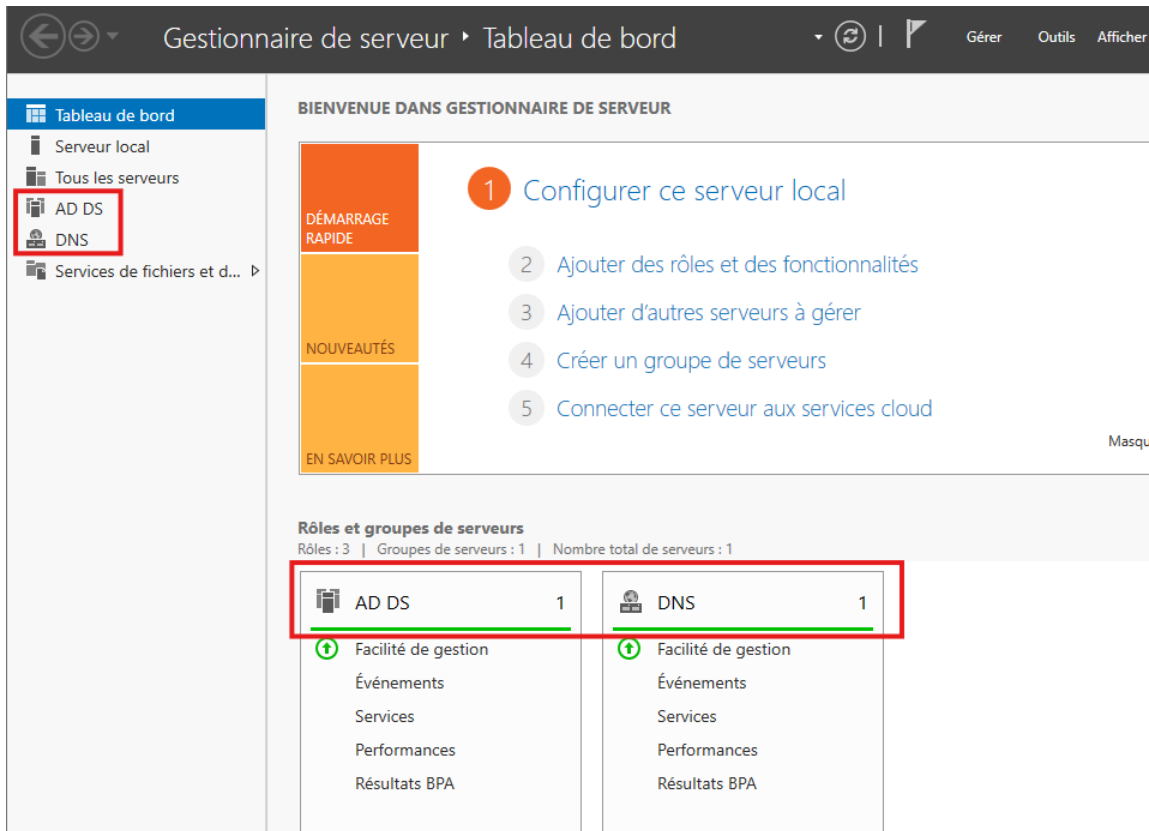 Gestionnaire de serveur ‣ Tableau de bord
Gérer Outils Afficher
Tableau de bord
Serveur local
Tous les serveurs
AD DS
DNS
Services de fichiers et d...
BIENVENUE DANS GESTIONNAIRE DE SERVEUR
DÉMARRAGE
RAPIDE
NOUVEAUTÉS
EN SAVOIR PLUS
1 Configurer ce serveur local
2 Ajouter des rôles et des fonctionnalités
3 Ajouter d'autres serveurs à gérer
4 Créer un groupe de serveurs
5 Connecter ce serveur aux services cloud
Masqu
Rôles et groupes de serveurs
Rôles : 3 | Groupes de serveurs : 1 | Nombre total de serveurs : 1
AD DS 1
Facilité de gestion
Événements
Services
Performances
Résultats BPA
DNS 1
Facilité de gestion
Événements
Services
Performances
Résultats BPA